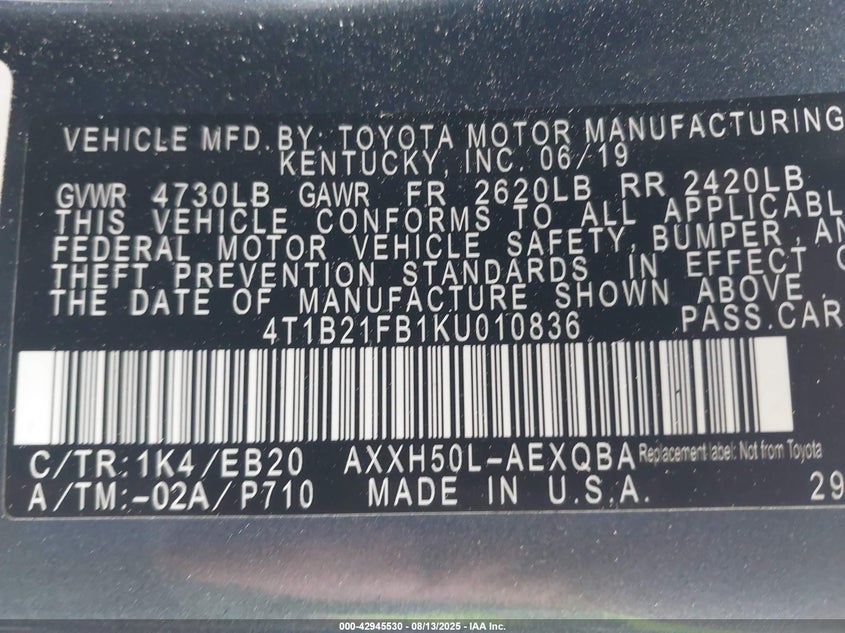 VEHICLE MFD.BY: TOYOTA MOTOR MANUFACTURING
KENTUCKY, INC. 06/19
GVWR 4730LB GAWR FR 2620LB RR 2420LB
THIS VEHICLE CONFORMS TO ALL APPLICABL
FEDERAL MOTOR VEHICLE SAFETY, BUMPER, AN
THEFT PREVENTION STANDARDS IN EFFECT O
THE DATE OF MANUFACTURE SHOWN ABOVE.
4T1B21FB1KU010836 PASS.CAR
C/TR: 1K4/EB20 AXXH50L-AEXQBA Replacement label: Not from Toyota
A/TM:-02A/P710 MADE IN U.S.A. 29
000-42945530 - 08/13/2025 - IAA Inc.